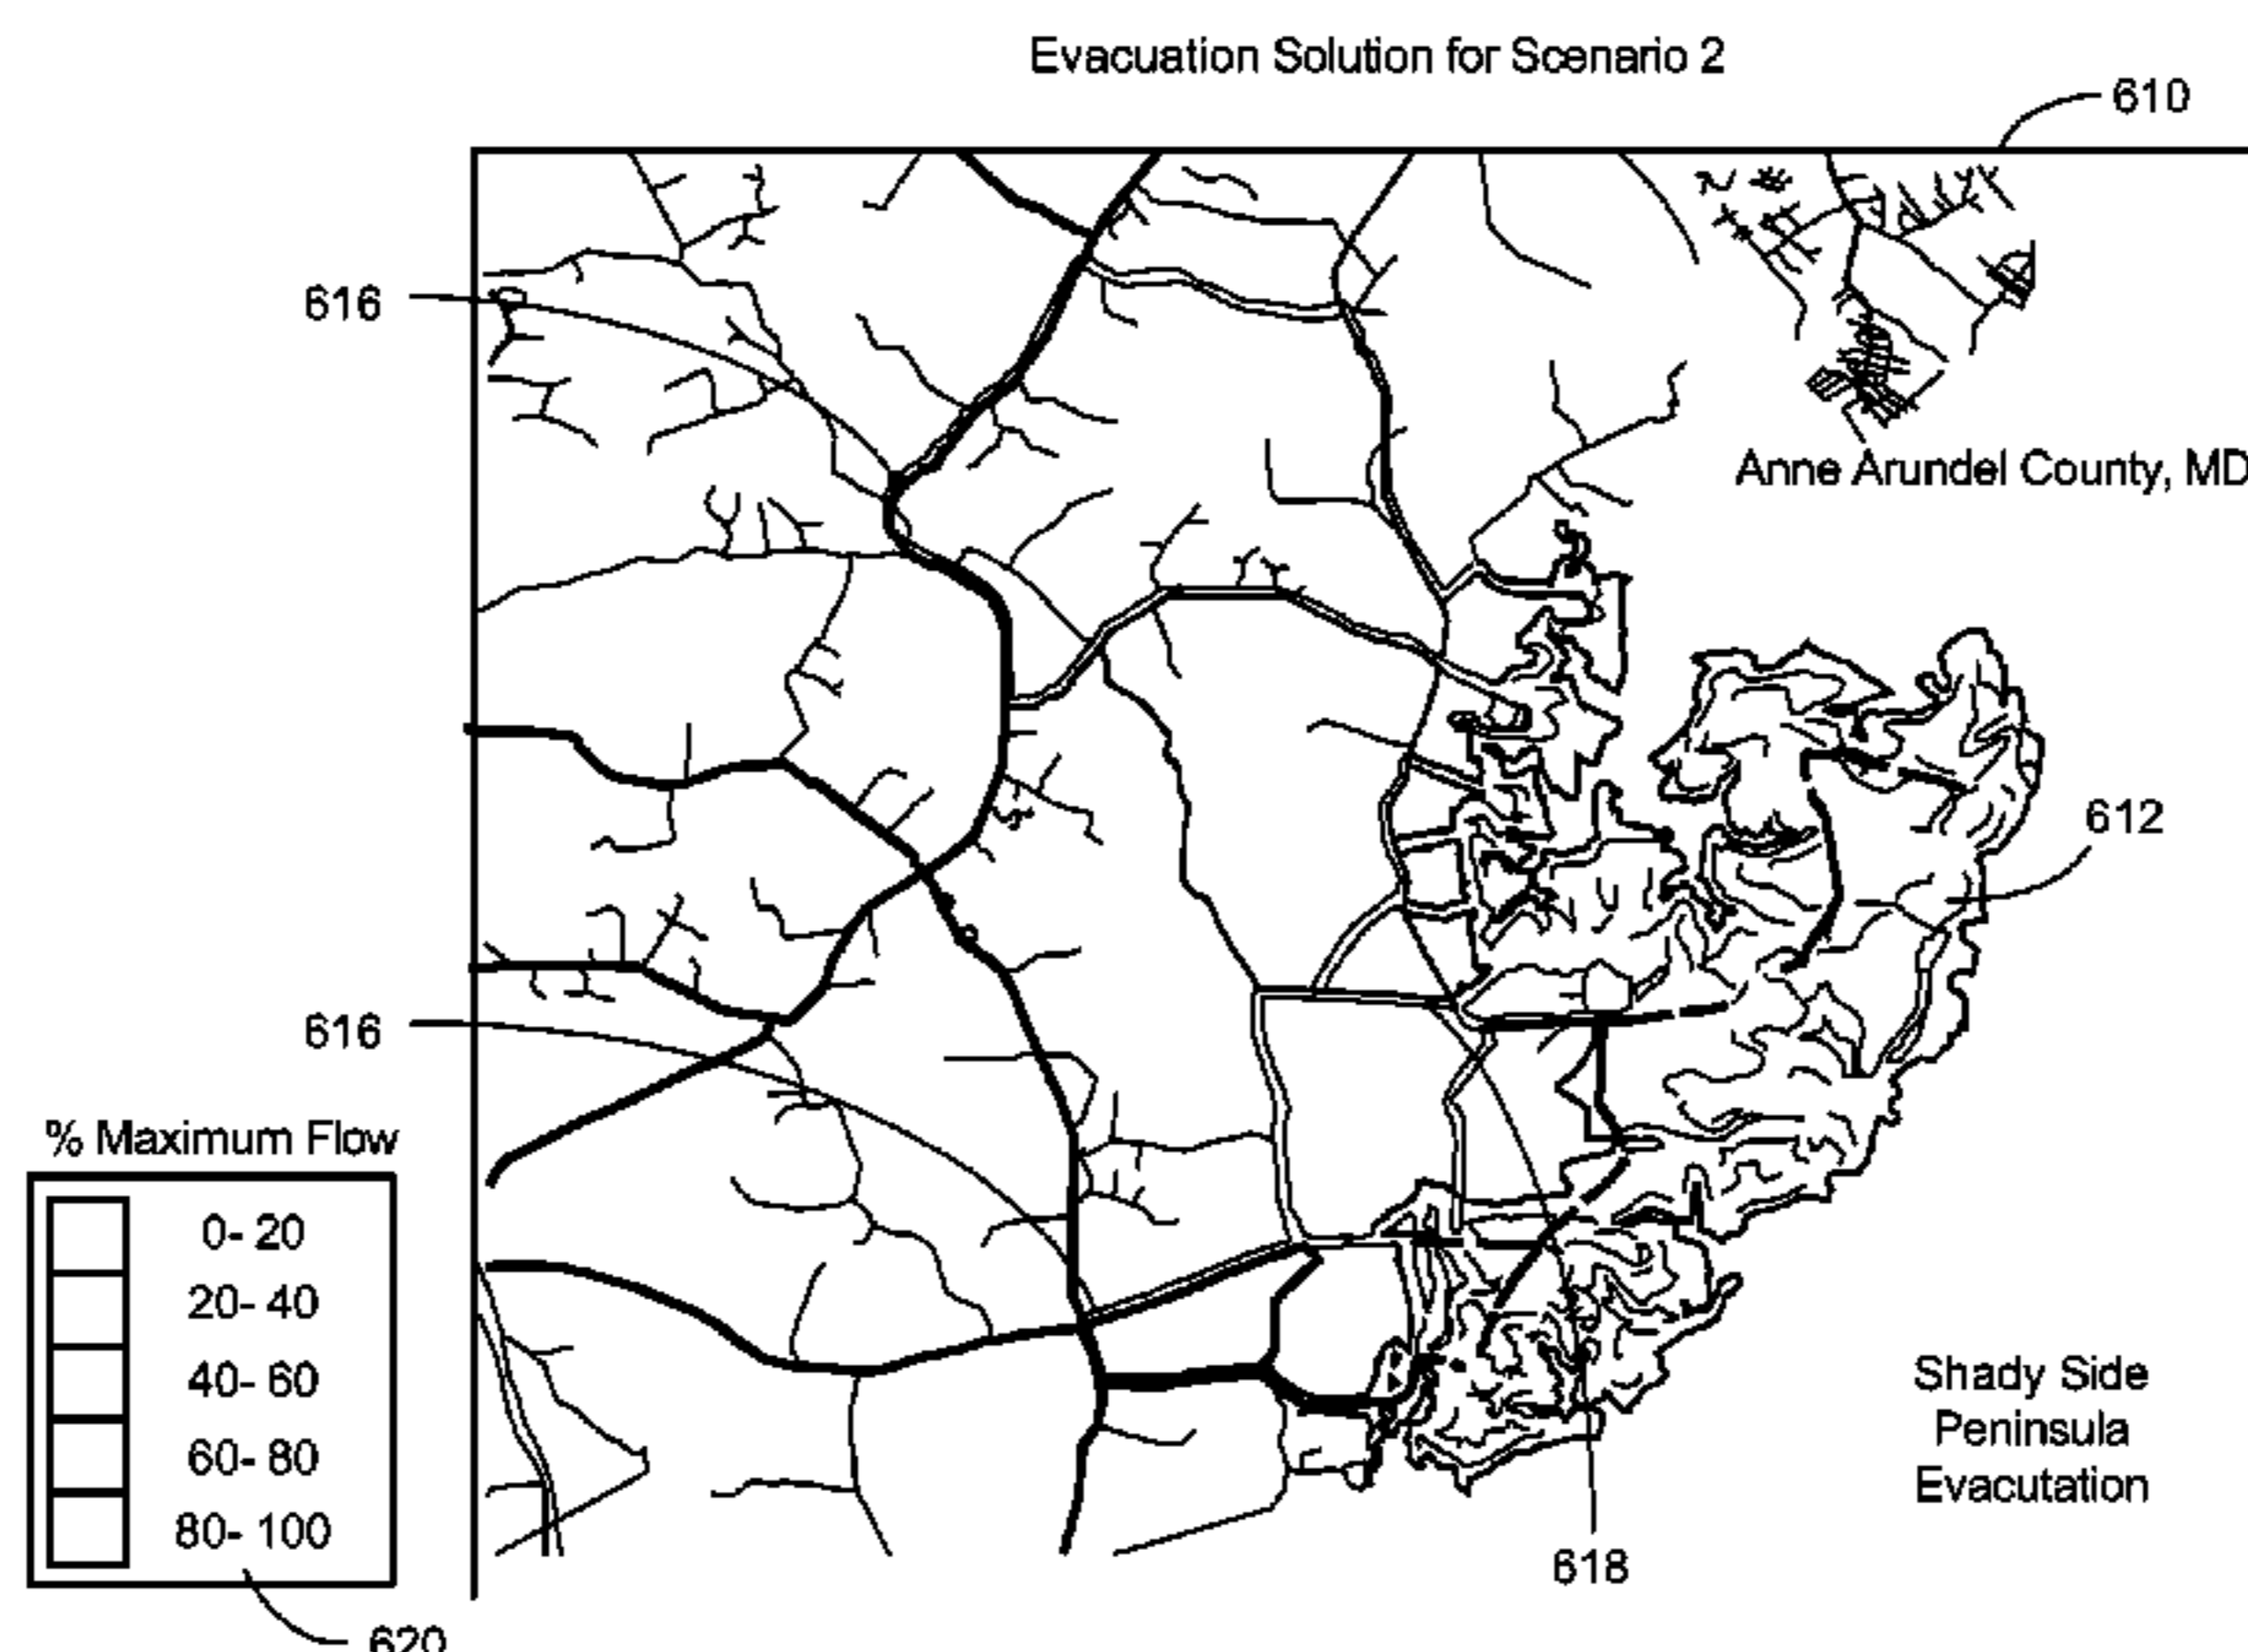 Evacuation Solution for Scenario 2
610
616
Anne Arundel County, MD
612
616
% Maximum Flow
0- 20
20- 40
40- 60
60- 80
80- 100
620
Shady Side
Peninsula
Evacutation
618